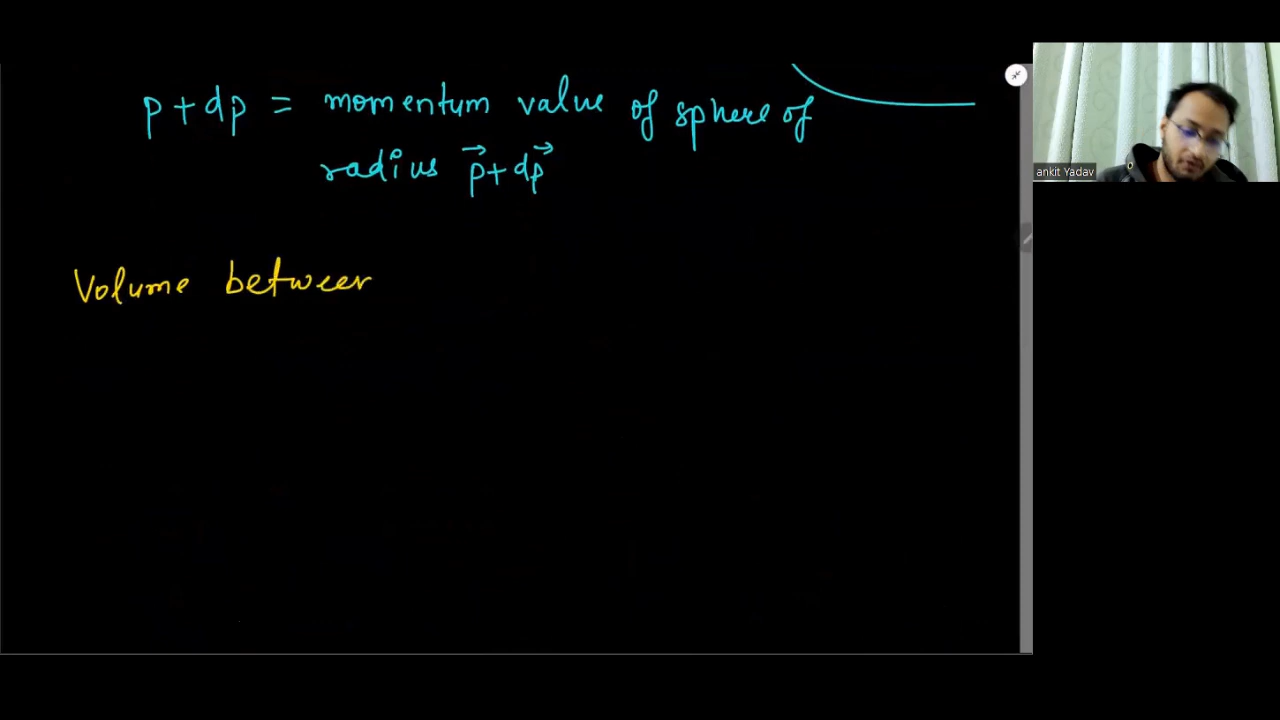 p + dp = momentum value of sphere of
radius p⃗ + dp⃗
Volume between
ankit Yadav